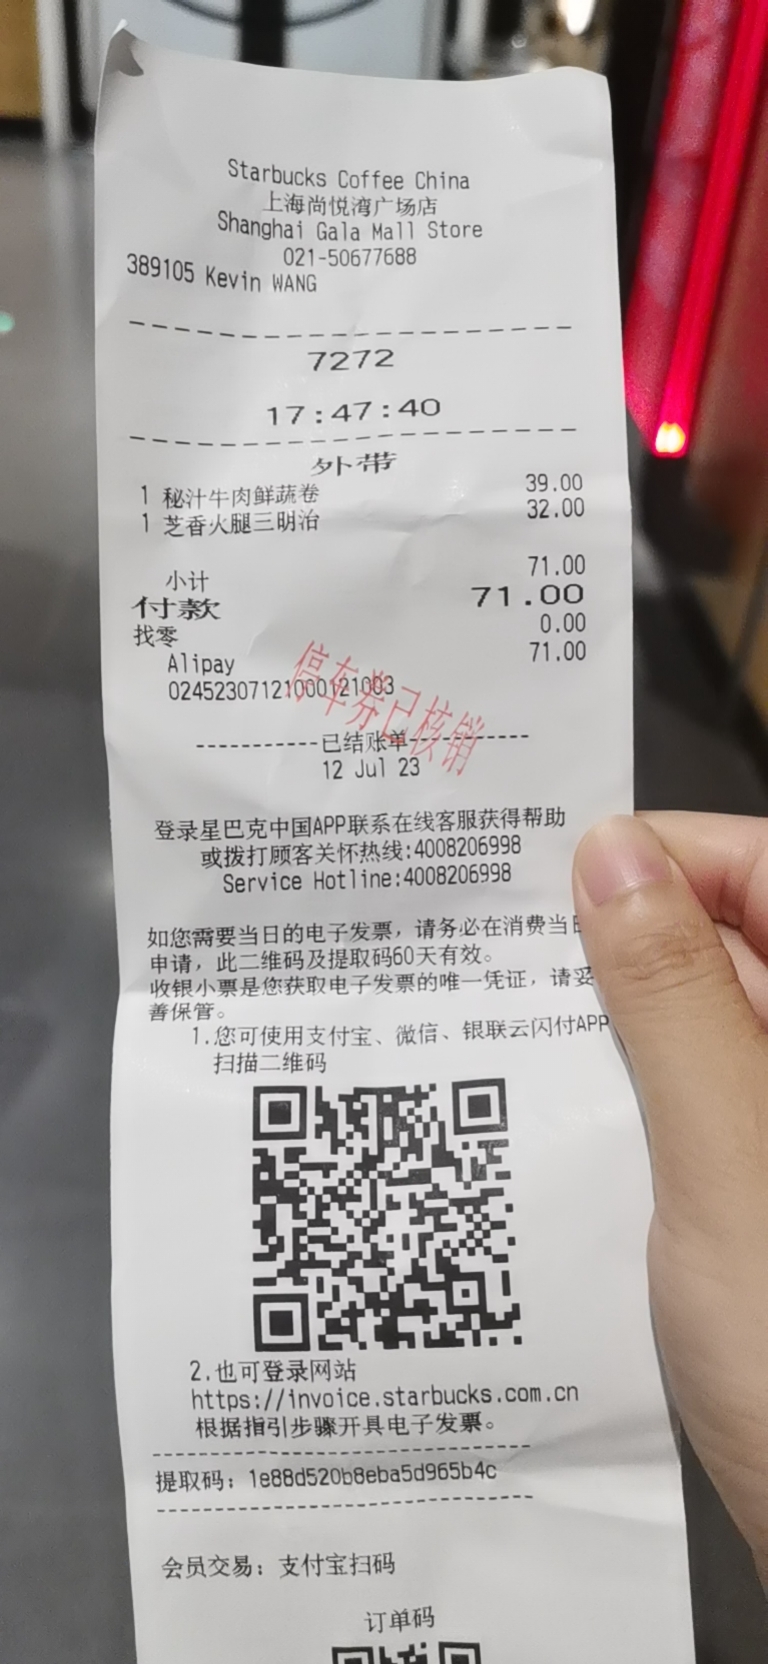 Starbucks Coffee China
上海尚悦湾广场店
Shanghai Gala Mall Store
021-50677688
389105 Kevin WANG
7272
17:47:40
外带
1 秘汁牛肉鲜蔬卷 39.00
1 芝香火腿三明治 32.00
小计 71.00
付款 71.00
找零 0.00
Alipay 71.00
02452307121000121003
停车券已核销
-----------已结账单-----------
12 Jul 23
登录星巴克中国APP联系在线客服获得帮助
或拨打顾客关怀热线:4008206998
Service Hotline:4008206998
如您需要当日的电子发票，请务必在消费当日
申请，此二维码及提取码60天有效。
收银小票是您获取电子发票的唯一凭证，请妥
善保管。
1.您可使用支付宝、微信、银联云闪付APP
扫描二维码
2.也可登录网站
https://invoice.starbucks.com.cn
根据指引步骤开具电子发票。
提取码：1e88d520b8eba5d965b4c
会员交易：支付宝扫码
订单码